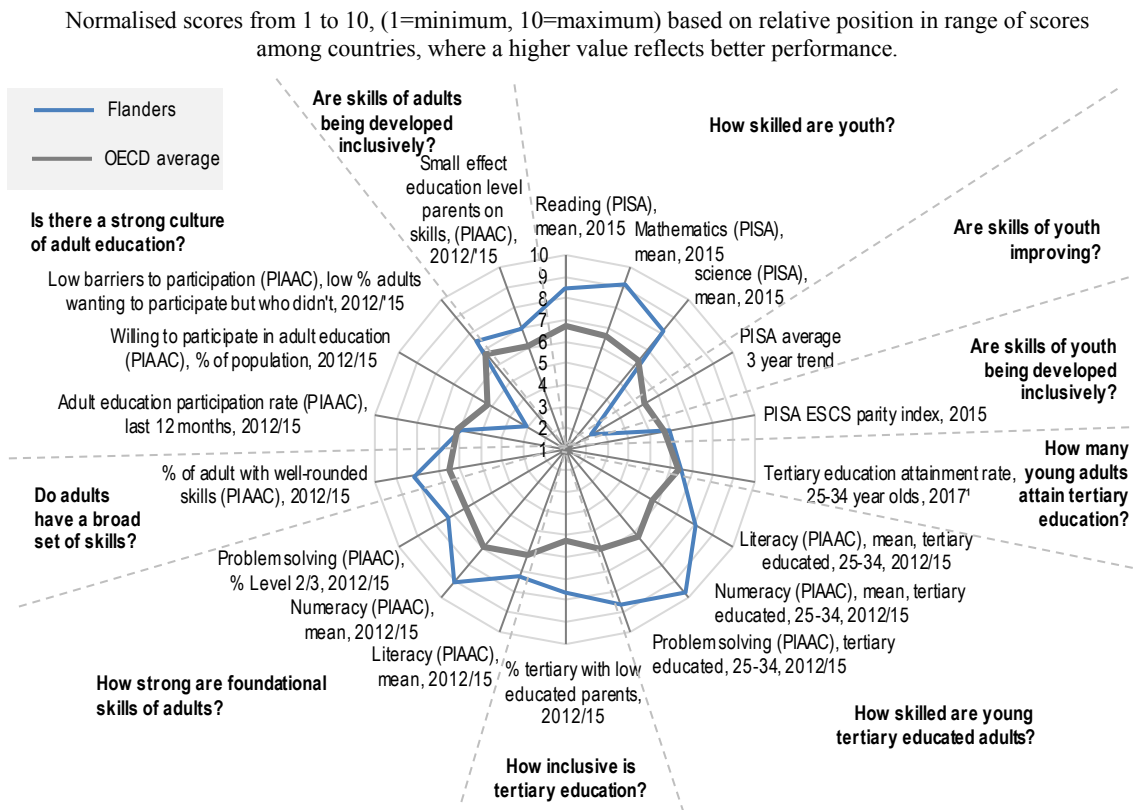 Normalised scores from 1 to 10, (1=minimum, 10=maximum) based on relative position in range of scores
among countries, where a higher value reflects better performance.
Flanders
OECD average
Are skills of adults
being developed
inclusively?
How skilled are youth?
Small effect
education level
parents on
skills, (PIAAC),
2012/'15
Reading (PISA),
mean, 2015
Mathematics (PISA),
mean, 2015
science (PISA),
mean, 2015
Are skills of youth
improving?
PISA average
3 year trend
Are skills of youth
being developed
inclusively?
PISA ESCS parity index, 2015
How many
young adults
attain tertiary
education?
Tertiary education attainment rate,
25-34 year olds, 2017¹
Literacy (PIAAC), mean, tertiary
educated, 25-34, 2012/15
Numeracy (PIAAC), mean, tertiary
educated, 25-34, 2012/15
Problem solving (PIAAC), tertiary
educated, 25-34, 2012/15
How skilled are young
tertiary educated adults?
% tertiary with low
educated parents,
2012/15
How inclusive is
tertiary education?
Literacy (PIAAC),
mean, 2012/15
Numeracy (PIAAC),
mean, 2012/15
Problem solving (PIAAC),
% Level 2/3, 2012/15
How strong are foundational
skills of adults?
% of adult with well-rounded
skills (PIAAC), 2012/15
Do adults
have a broad
set of skills?
Adult education participation rate (PIAAC),
last 12 months, 2012/15
Willing to participate in adult education
(PIAAC), % of population, 2012/15
Low barriers to participation (PIAAC), low % adults
wanting to participate but who didn't, 2012/'15
Is there a strong culture
of adult education?
10
9
8
7
6
5
4
3
2
1